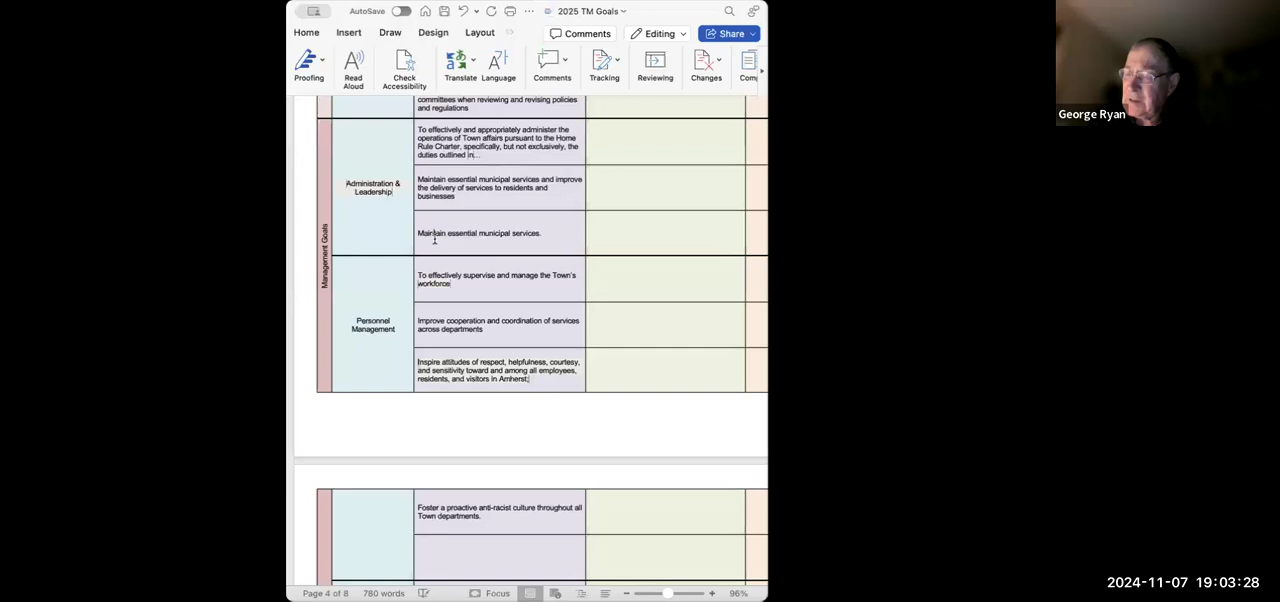 AutoSave
2025 TM Goals
Home
Insert
Draw
Design
Layout
Comments
Editing
Share
Proofing
Read
Aloud
Check
Accessibility
Translate
Language
Comments
Tracking
Reviewing
Changes
Com
committees when reviewing and revising policies
and regulations
Management Goals
Administration &
Leadership
To effectively and appropriately administer the
operations of Town affairs pursuant to the Home
Rule Charter, specifically, but not exclusively, the
duties outlined in...
Maintain essential municipal services and improve
the delivery of services to residents and
businesses
Maintain essential municipal services.
Personnel
Management
To effectively supervise and manage the Town's
workforce
Improve cooperation and coordination of services
across departments
Inspire attitudes of respect, helpfulness, courtesy,
and sensitivity toward and among all employees,
residents, and visitors in Amherst;
Foster a proactive anti-racist culture throughout all
Town departments.
Page 4 of 8
780 words
Focus
96%
George Ryan
2024-11-07 19:03:28